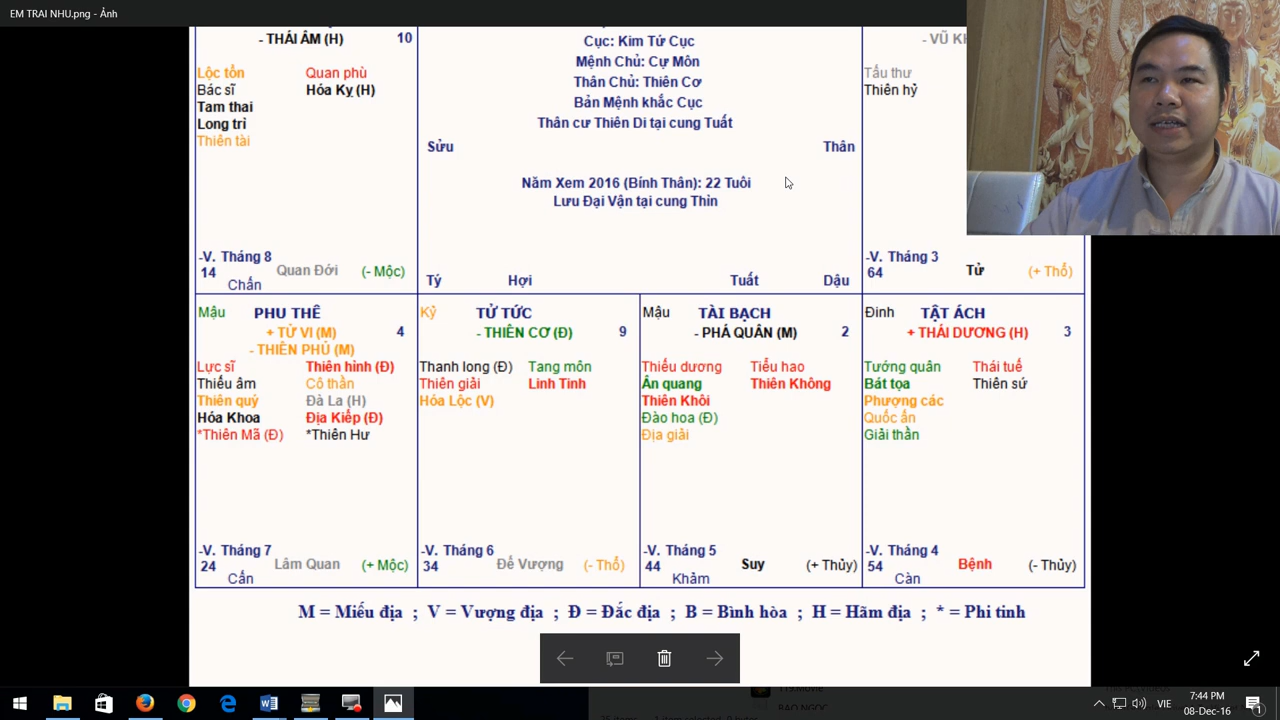 EM TRAI NHU.png - Ảnh
- THÁI ÂM (H) 10
Lộc tồn Quan phù
Bác sĩ Hóa Kỵ (H)
Tam thai
Long trì
Thiên tài
-V. Tháng 8
14 Quan Đới (- Mộc)
Chấn
Cục: Kim Tứ Cục
Mệnh Chủ: Cự Môn
Thân Chủ: Thiên Cơ
Bản Mệnh khắc Cục
Thân cư Thiên Di tại cung Tuất
Sửu Thân
Năm Xem 2016 (Bính Thân): 22 Tuổi
Lưu Đại Vận tại cung Thìn
Tý Hợi Tuất Dậu
- VŨ KH
Tấu thư
Thiên hỷ
-V. Tháng 3
64 Tử (+ Thổ)
Mậu PHU THÊ
+ TỬ VI (M) 4
- THIÊN PHỦ (M)
Lực sĩ Thiên hình (Đ)
Thiếu âm Cô thần
Thiên quý Đà La (H)
Hóa Khoa Địa Kiếp (Đ)
*Thiên Mã (Đ) *Thiên Hư
-V. Tháng 7
24 Lâm Quan (+ Mộc)
Cấn
Kỷ TỬ TỨC
- THIÊN CƠ (Đ) 9
Thanh long (Đ) Tang môn
Thiên giải Linh Tinh
Hóa Lộc (V)
-V. Tháng 6
34 Đế Vượng (- Thổ)
Mậu TÀI BẠCH
- PHÁ QUÂN (M) 2
Thiếu dương Tiểu hao
Ân quang Thiên Không
Thiên Khôi
Đào hoa (Đ)
Địa giải
-V. Tháng 5
44 Suy (+ Thủy)
Khảm
Đinh TẬT ÁCH
+ THÁI DƯƠNG (H) 3
Tướng quân Thái tuế
Bát tọa Thiên sứ
Phượng các
Quốc ấn
Giải thần
-V. Tháng 4
54 Bệnh (- Thủy)
Càn
M = Miếu địa ; V = Vượng địa ; Đ = Đắc địa ; B = Bình hòa ; H = Hãm địa ; * = Phi tinh
VIE
7:44 PM
08-Dec-16
1